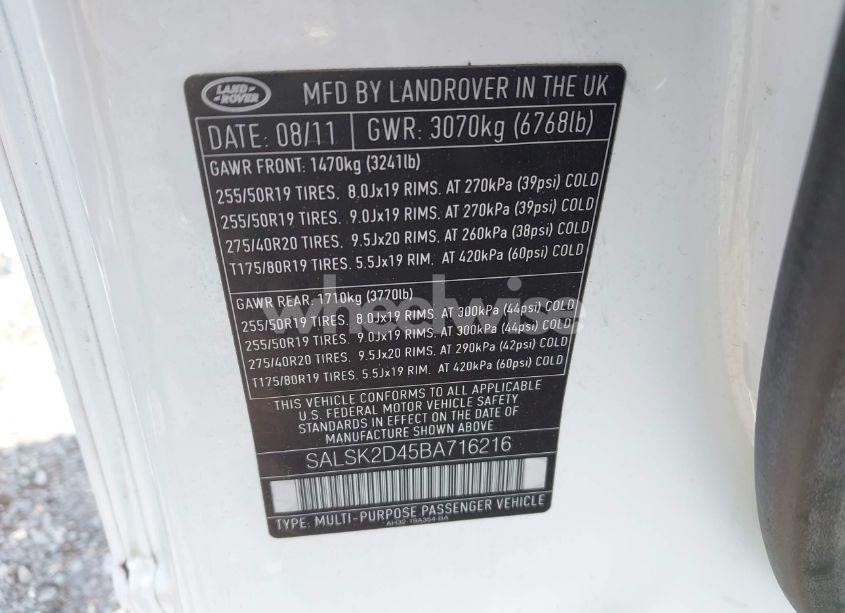 LAND ROVER
MFD BY LANDROVER IN THE UK
DATE: 08/11 GWR: 3070kg (6768lb)
GAWR FRONT: 1470kg (3241lb)
255/50R19 TIRES. 8.0Jx19 RIMS. AT 270kPa (39psi) COLD
255/50R19 TIRES. 9.0Jx19 RIMS. AT 270kPa (39psi) COLD
275/40R20 TIRES. 9.5Jx20 RIMS. AT 260kPa (38psi) COLD
T175/80R19 TIRES. 5.5Jx19 RIM. AT 420kPa (60psi) COLD
GAWR REAR: 1710kg (3770lb)
255/50R19 TIRES. 8.0Jx19 RIMS. AT 300kPa (44psi) COLD
255/50R19 TIRES. 9.0Jx19 RIMS. AT 300kPa (44psi) COLD
275/40R20 TIRES. 9.5Jx20 RIMS. AT 290kPa (42psi) COLD
T175/80R19 TIRES. 5.5Jx19 RIM. AT 420kPa (60psi) COLD
wheelwise
THIS VEHICLE CONFORMS TO ALL APPLICABLE
U.S. FEDERAL MOTOR VEHICLE SAFETY
STANDARDS IN EFFECT ON THE DATE OF
MANUFACTURE SHOWN ABOVE
SALSK2D45BA716216
TYPE: MULTI-PURPOSE PASSENGER VEHICLE
AH32-19A354-BA